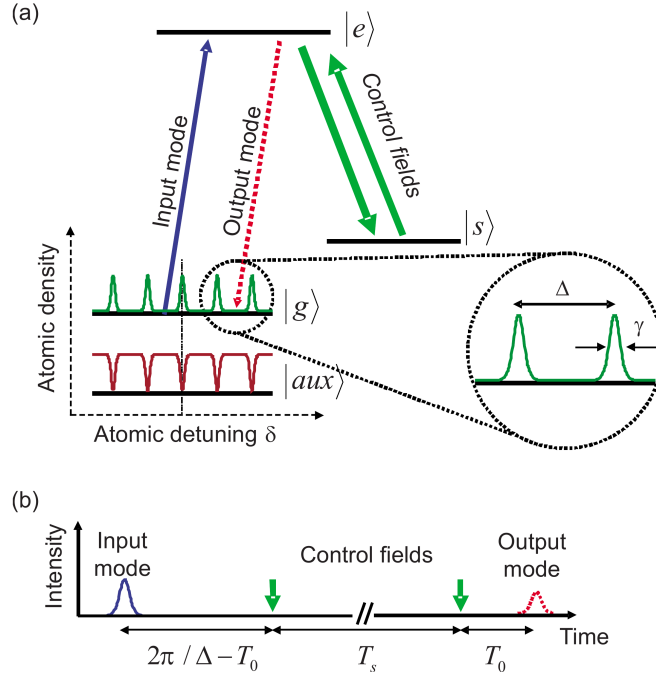 (a)
|e⟩
Input mode
Output mode
Control fields
|s⟩
Atomic density
|g⟩
|aux⟩
Δ
γ
Atomic detuning δ
(b)
Intensity
Input
mode
Control fields
Output
mode
Time
2π / Δ − T₀
Tₛ
T₀